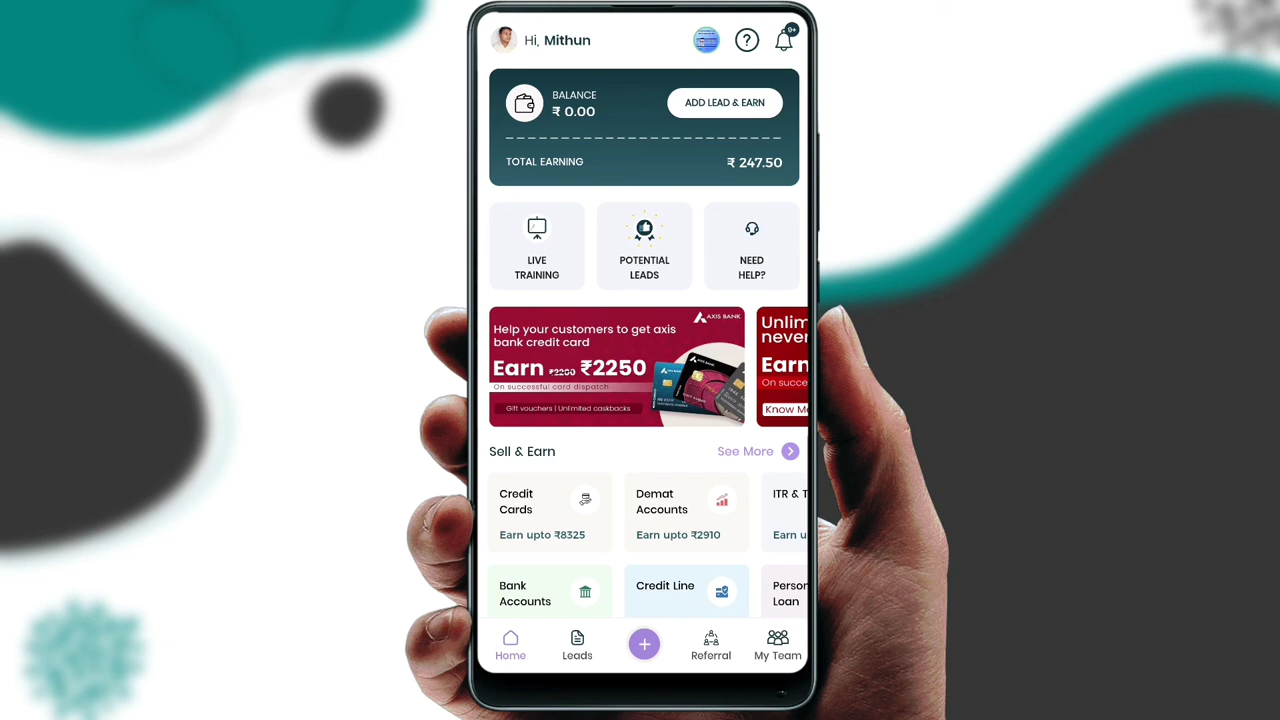 Hi, Mithun
?
9+
BALANCE
₹ 0.00
ADD LEAD & EARN
TOTAL EARNING
₹ 247.50
LIVE
TRAINING
POTENTIAL
LEADS
NEED
HELP?
AXIS BANK
Help your customers to get axis
bank credit card
Earn ₹2200 ₹2250
On successful card dispatch
Gift vouchers | Unlimited caskbacks
Unlim
never
Earn
On succe
Know Mo
Sell & Earn
See More
Credit
Cards
Earn upto ₹8325
Demat
Accounts
Earn upto ₹2910
ITR & T
Earn u
Bank
Accounts
Credit Line
Person
Loan
Home
Leads
Referral
My Team